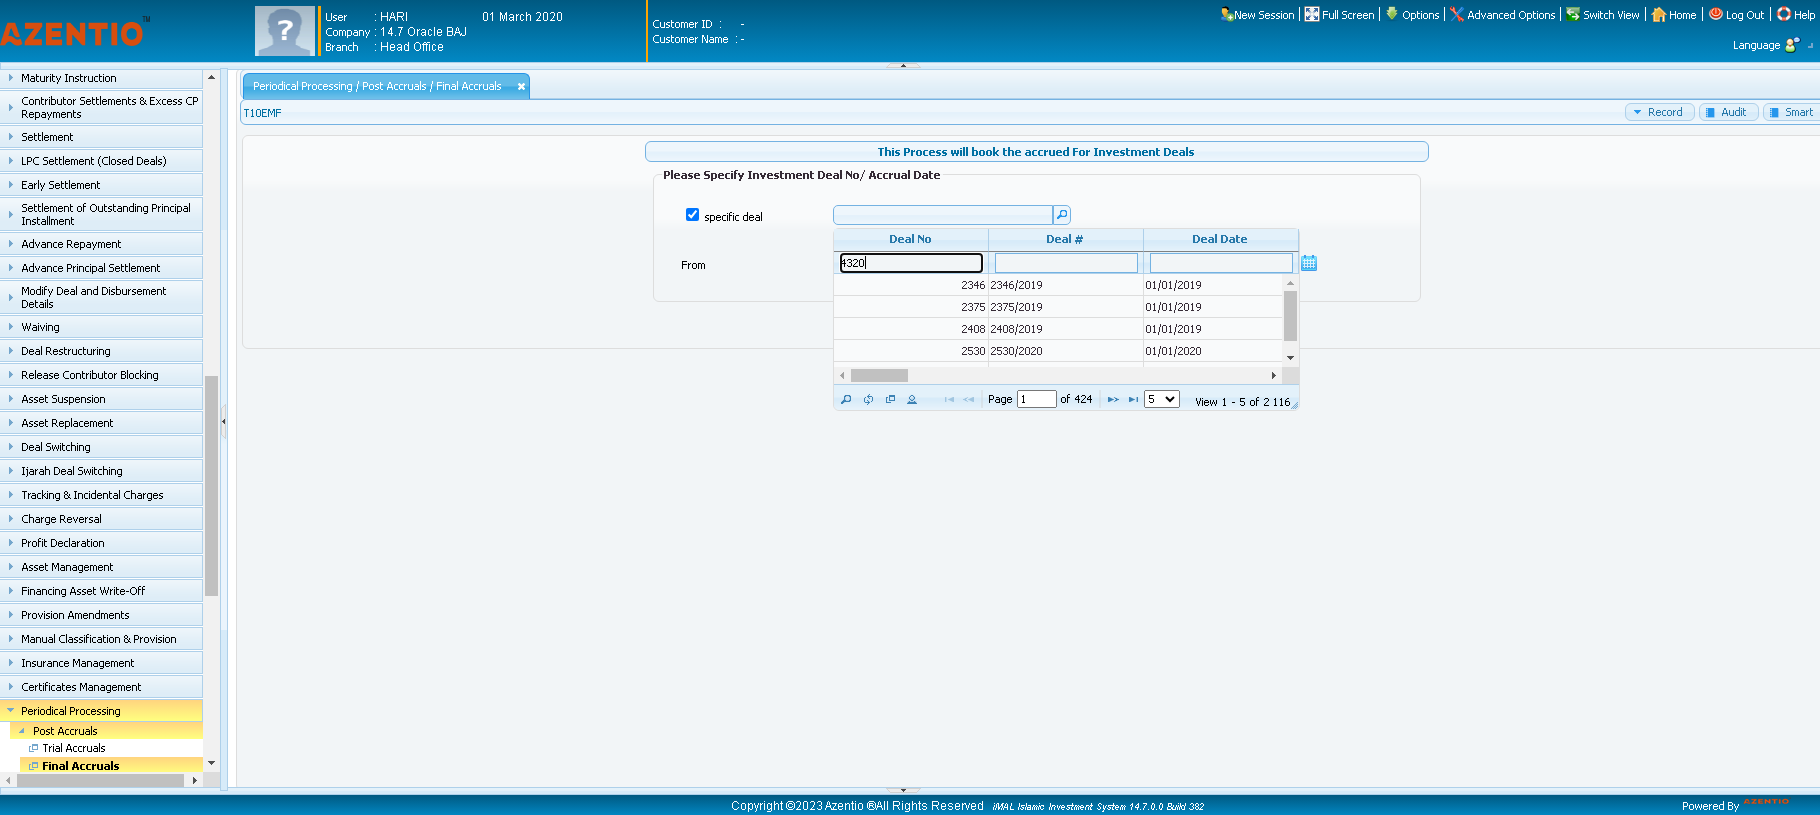 AZENTIO™
User : HARI 01 March 2020
Company : 14.7 Oracle BAJ
Branch : Head Office
Customer ID : -
Customer Name : -
New Session Full Screen Options Advanced Options Switch View Home Log Out Help
Language
Maturity Instruction
Contributor Settlements & Excess CP
Repayments
Settlement
LPC Settlement (Closed Deals)
Early Settlement
Settlement of Outstanding Principal
Installment
Advance Repayment
Advance Principal Settlement
Modify Deal and Disbursement
Details
Waiving
Deal Restructuring
Release Contributor Blocking
Asset Suspension
Asset Replacement
Deal Switching
Ijarah Deal Switching
Tracking & Incidental Charges
Charge Reversal
Profit Declaration
Asset Management
Financing Asset Write-Off
Provision Amendments
Manual Classification & Provision
Insurance Management
Certificates Management
Periodical Processing
Post Accruals
Trial Accruals
Final Accruals
Periodical Processing / Post Accruals / Final Accruals
T10EMF
Record Audit Smart
This Process will book the accrued For Investment Deals
Please Specify Investment Deal No/ Accrual Date
specific deal
From
Deal No Deal # Deal Date
4320
2346 2346/2019 01/01/2019
2375 2375/2019 01/01/2019
2408 2408/2019 01/01/2019
2530 2530/2020 01/01/2020
Page 1 of 424 5 View 1 - 5 of 2 116
Copyright ©2023 Azentio ®All Rights Reserved iMAL Islamic Investment System 14.7.0.0 Build 382
Powered By AZENTIO